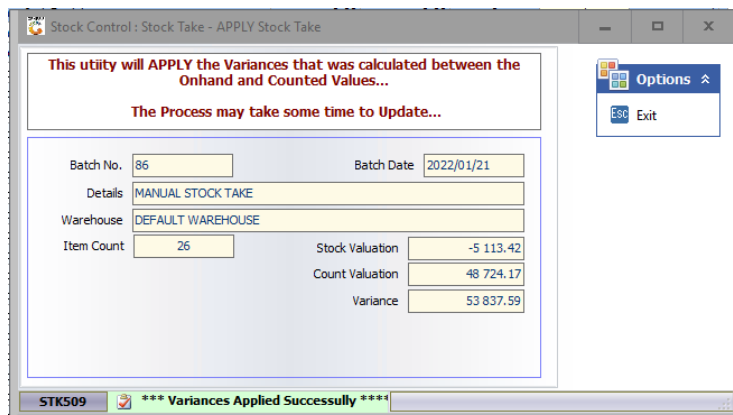 Stock Control : Stock Take - APPLY Stock Take
This utiity will APPLY the Variances that was calculated between the
Onhand and Counted Values...
The Process may take some time to Update...
Options
Esc Exit
Batch No. 86 Batch Date 2022/01/21
Details MANUAL STOCK TAKE
Warehouse DEFAULT WAREHOUSE
Item Count 26 Stock Valuation -5 113.42
Count Valuation 48 724.17
Variance 53 837.59
STK509 *** Variances Applied Successully ****